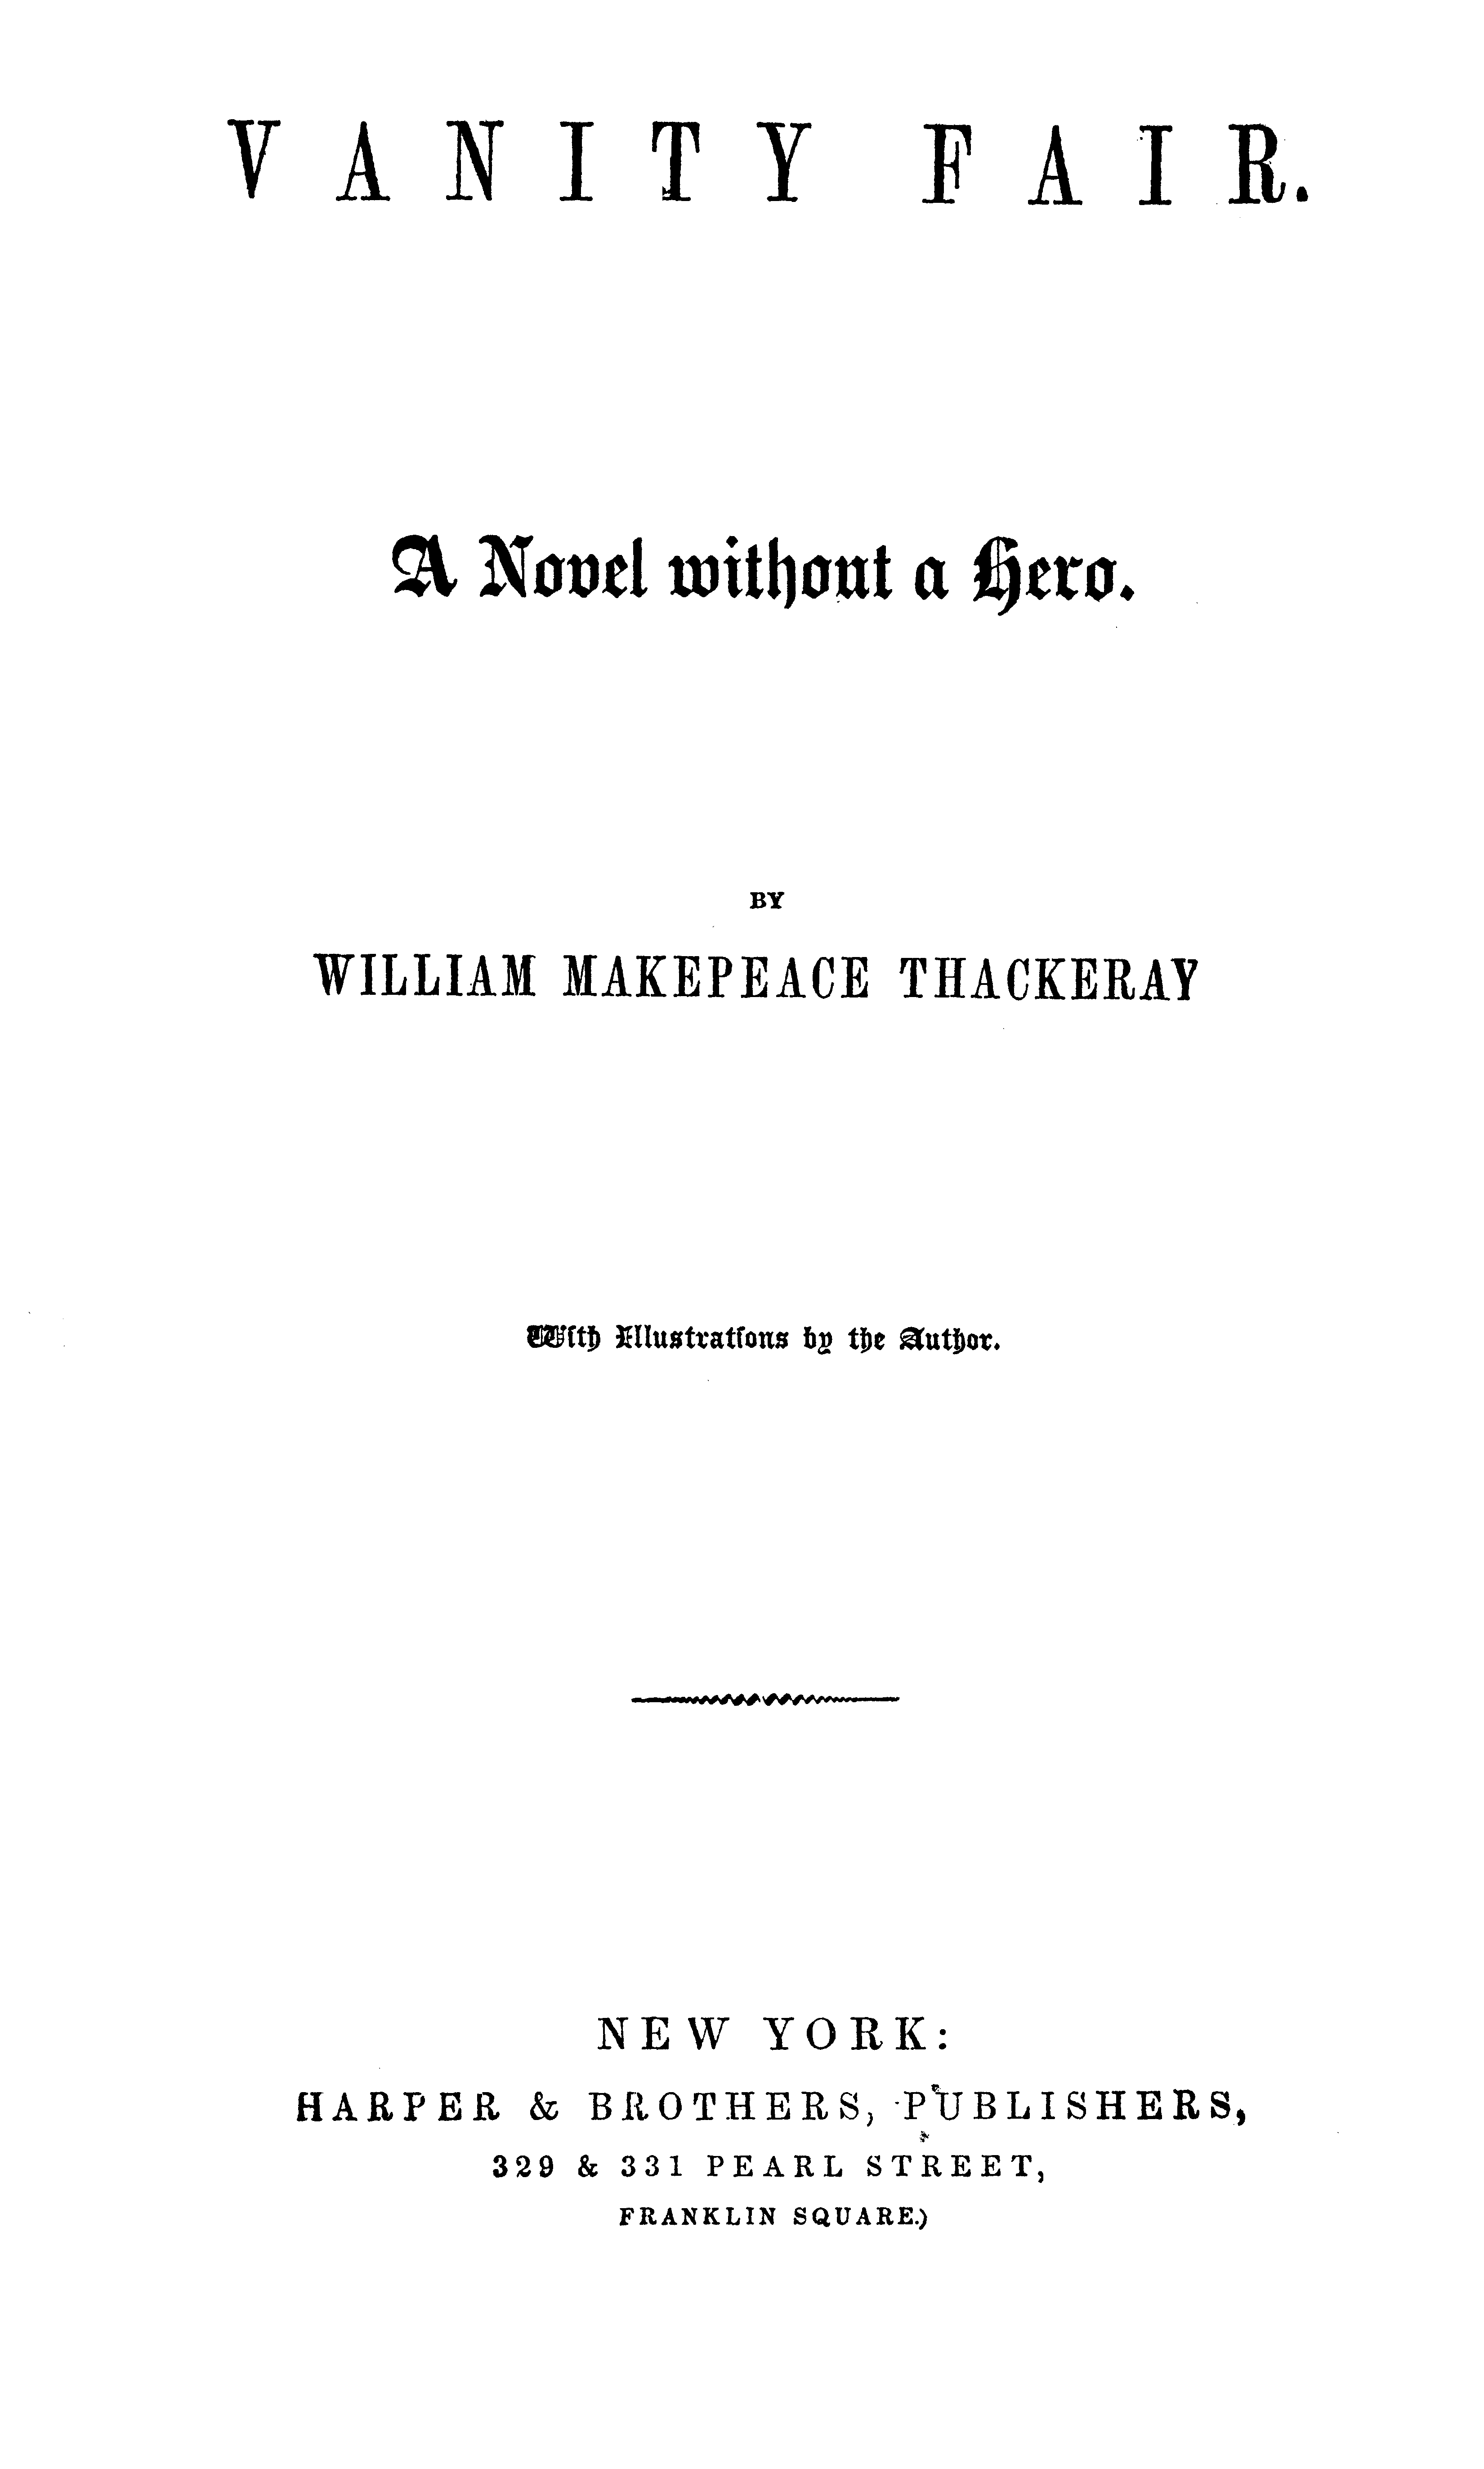 VANITY FAIR.
A Novel without a Hero.
BY
WILLIAM MAKEPEACE THACKERAY
With Illustrations by the Author.
NEW YORK:
HARPER & BROTHERS, PUBLISHERS,
329 & 331 PEARL STREET,
FRANKLIN SQUARE.)